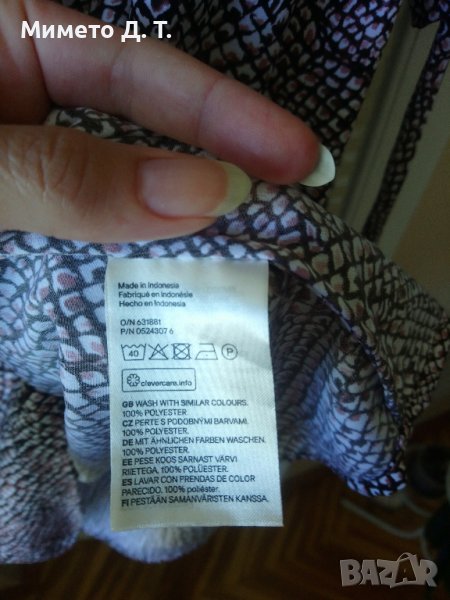 Мимето Д. Т.
Made in Indonesia
Fabriqué en Indonésie
Hecho en Indonesia
O/N 631881
P/N 0524307 6
40 P
clevercare.info
GB WASH WITH SIMILAR COLOURS.
100% POLYESTER
CZ PERTE S PODOBNÝMI BARVAMI.
100% POLYESTER
DE MIT ÄHNLICHEN FARBEN WASCHEN.
100% POLYESTER
EE PESE KOOS SARNAST VÄRVI
RIIETEGA. 100% POLÜESTER
ES LAVAR CON PRENDAS DE COLOR
PARECIDO. 100% poliéster.
FI PESTÄÄN SAMANVÄRISTEN KANSSA.
BAZAR